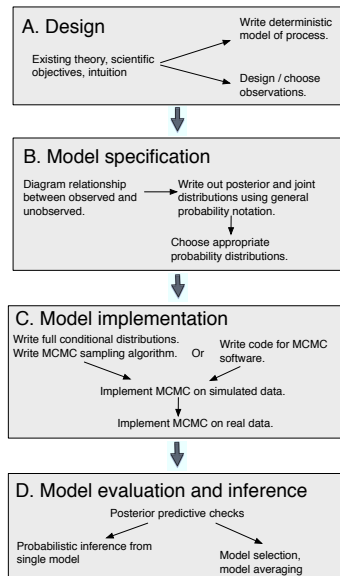 A. Design
Write deterministic
model of process.
Existing theory, scientific
objectives, intuition
Design / choose
observations.
B. Model specification
Diagram relationship
between observed and
unobserved.
Write out posterior and joint
distributions using general
probability notation.
Choose appropriate
probability distributions.
C. Model implementation
Write full conditional distributions.
Write MCMC sampling algorithm.
Or
Write code for MCMC
software.
Implement MCMC on simulated data.
Implement MCMC on real data.
D. Model evaluation and inference
Posterior predictive checks
Probabilistic inference from
single model
Model selection,
model averaging